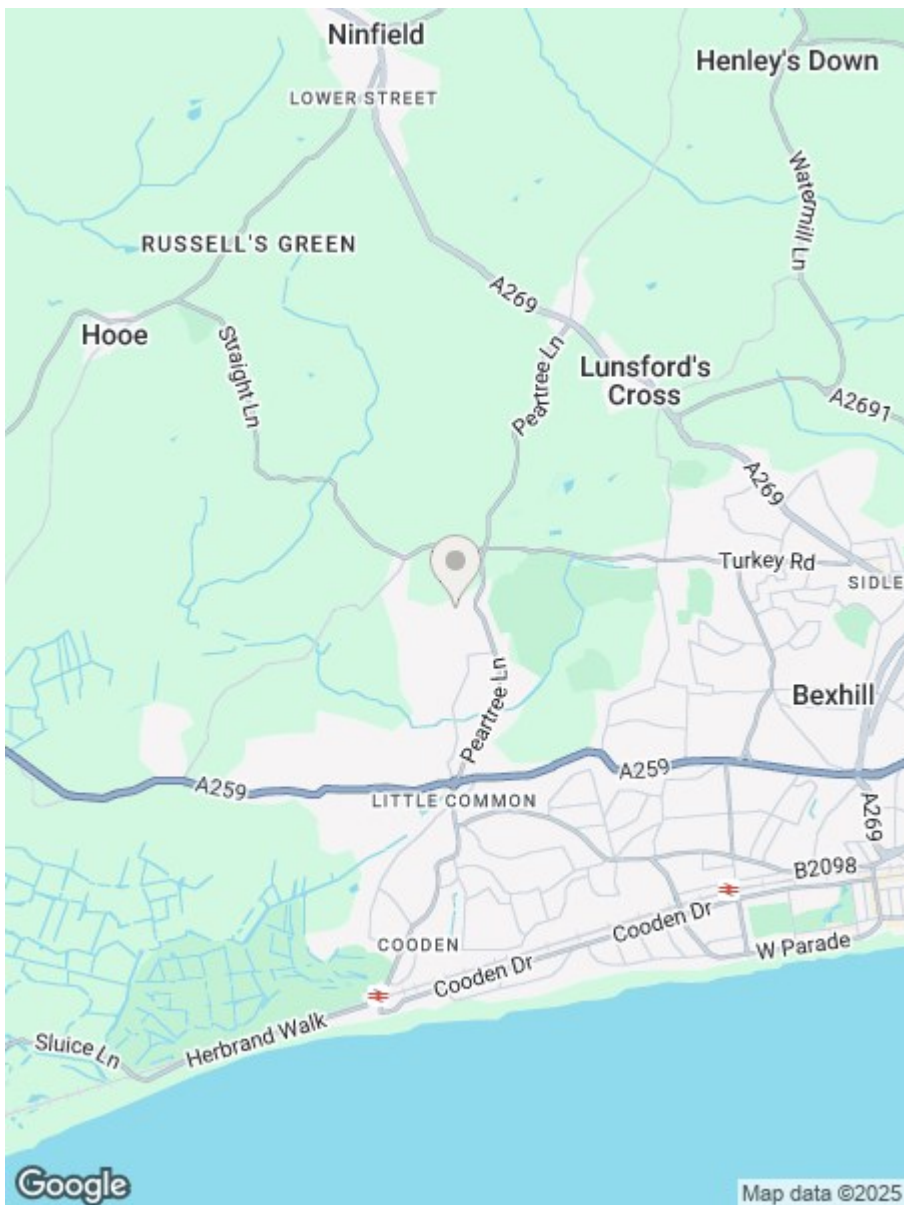 Ninfield
Henley's Down
LOWER STREET
Watermill Ln
RUSSELL'S GREEN
A269
Hooe
Straight Ln
Peartree Ln
Lunsford's
Cross
A2691
A269
Turkey Rd
SIDLE
Peartree Ln
Bexhill
A259
A259
LITTLE COMMON
A269
B2098
Cooden Dr
COODEN
W Parade
Cooden Dr
Herbrand Walk
Sluice Ln
Google
Map data ©2025